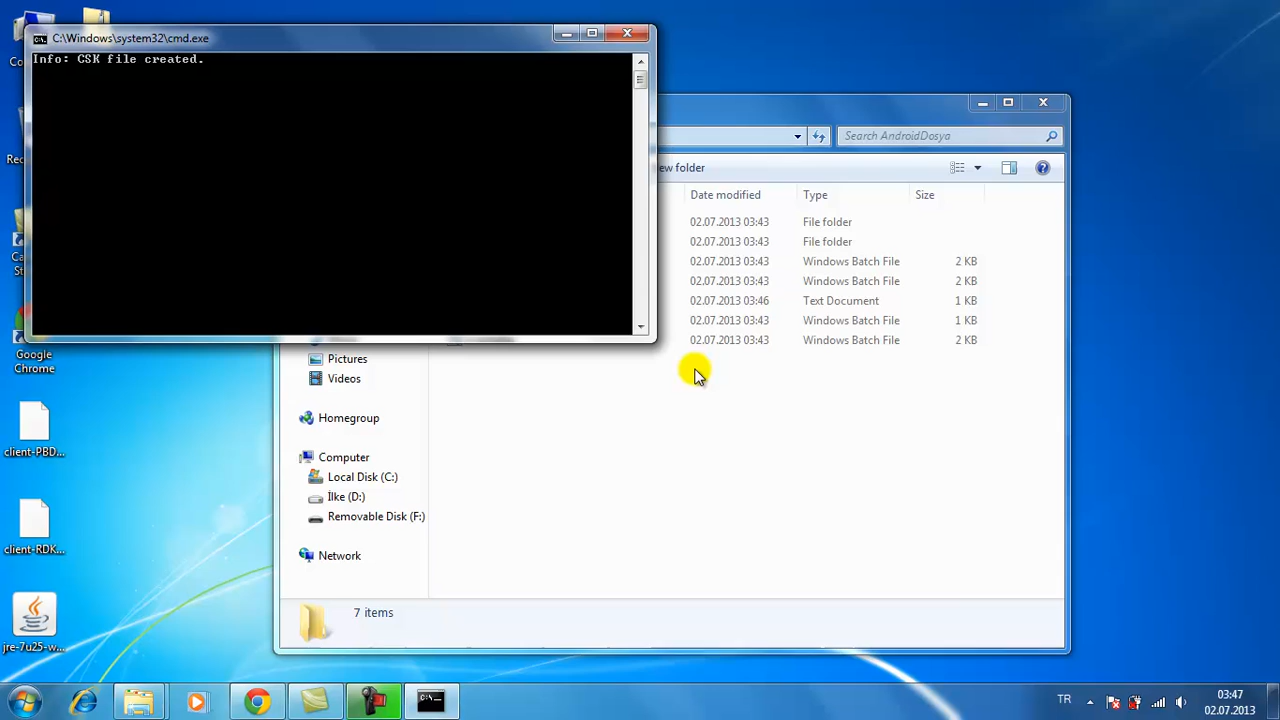 C:\Windows\system32\cmd.exe
Info: CSK file created.
Search AndroidDosya
ew folder
Date modified Type Size
02.07.2013 03:43 File folder
02.07.2013 03:43 File folder
02.07.2013 03:43 Windows Batch File 2 KB
02.07.2013 03:43 Windows Batch File 2 KB
02.07.2013 03:46 Text Document 1 KB
02.07.2013 03:43 Windows Batch File 1 KB
02.07.2013 03:43 Windows Batch File 2 KB
Pictures
Videos
Homegroup
Computer
Local Disk (C:)
İlke (D:)
Removable Disk (F:)
Network
7 items
Google
Chrome
client-PBD...
client-RDK...
jre-7u25-w...
TR
03:47
02.07.2013